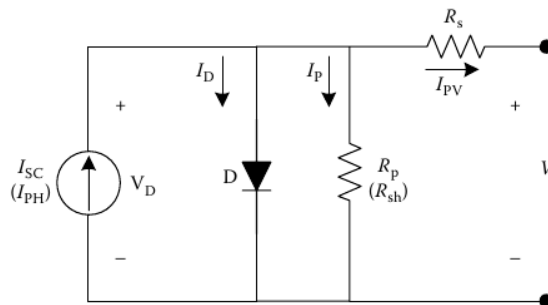 R_s
I_D
I_P
I_PV
+
+
I_SC
(I_PH)
V_D
D
R_p
(R_sh)
V
−
−